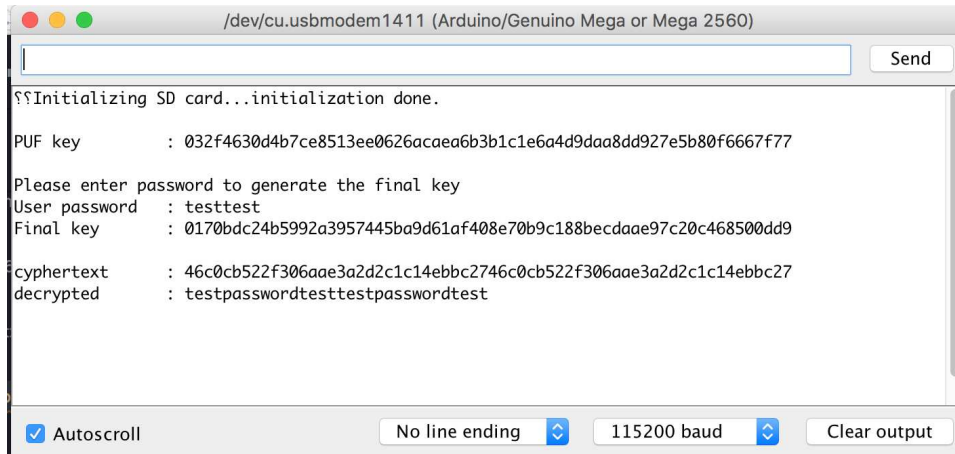 /dev/cu.usbmodem1411 (Arduino/Genuino Mega or Mega 2560)
Send
⸮⸮Initializing SD card...initialization done.
PUF key : 032f4630d4b7ce8513ee0626acaea6b3b1c1e6a4d9daa8dd927e5b80f6667f77
Please enter password to generate the final key
User password : testtest
Final key : 0170bdc24b5992a3957445ba9d61af408e70b9c188becdaae97c20c468500dd9
cyphertext : 46c0cb522f306aae3a2d2c1c14ebbc2746c0cb522f306aae3a2d2c1c14ebbc27
decrypted : testpasswordtesttestpasswordtest
Autoscroll
No line ending
115200 baud
Clear output